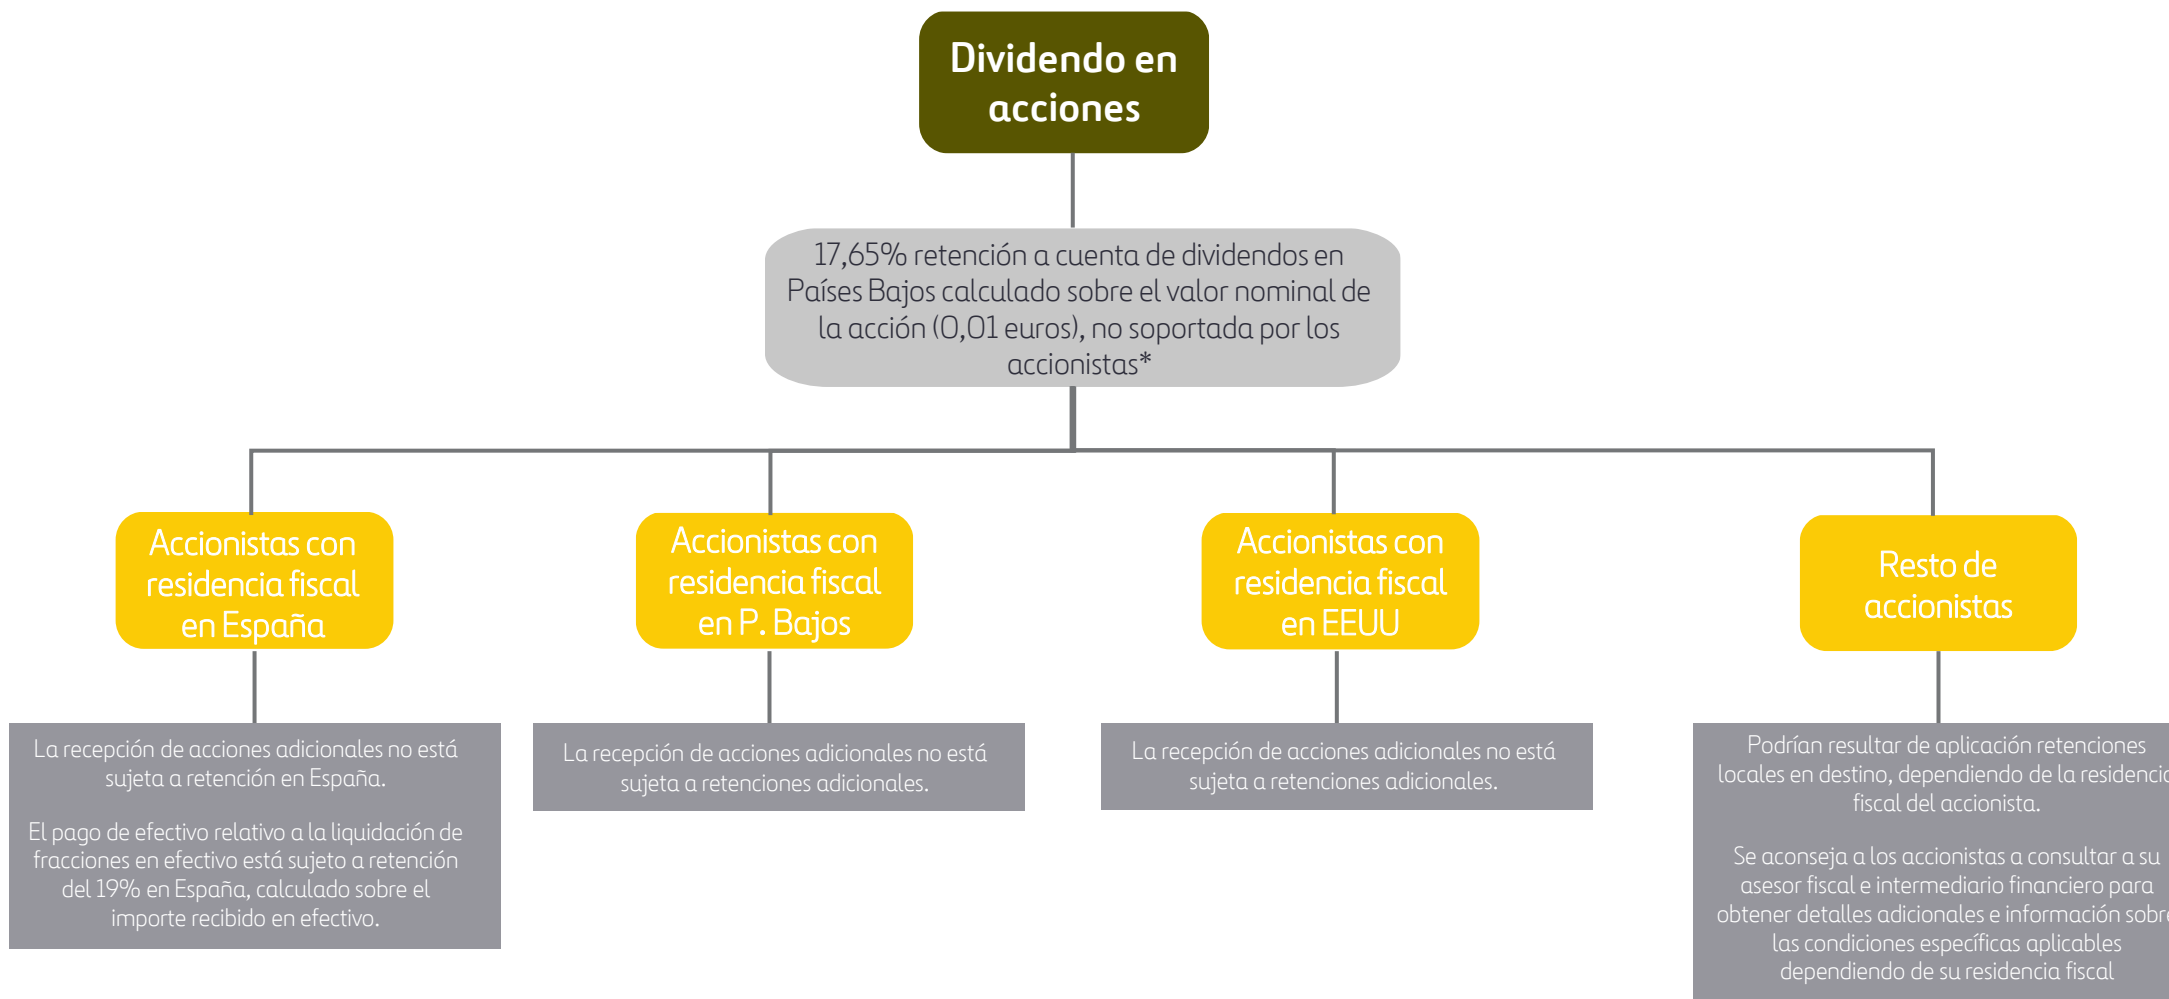 Dividendo en
acciones
17,65% retención a cuenta de dividendos en
Países Bajos calculado sobre el valor nominal de
la acción (0,01 euros), no soportada por los
accionistas*
Accionistas con
residencia fiscal
en España
Accionistas con
residencia fiscal
en P. Bajos
Accionistas con
residencia fiscal
en EEUU
Resto de
accionistas
La recepción de acciones adicionales no está
sujeta a retención en España.
El pago de efectivo relativo a la liquidación de
fracciones en efectivo está sujeto a retención
del 19% en España, calculado sobre el
importe recibido en efectivo.
La recepción de acciones adicionales no está
sujeta a retenciones adicionales.
La recepción de acciones adicionales no está
sujeta a retenciones adicionales.
Podrían resultar de aplicación retenciones
locales en destino, dependiendo de la residencia
fiscal del accionista.
Se aconseja a los accionistas a consultar a su
asesor fiscal e intermediario financiero para
obtener detalles adicionales e información sobre
las condiciones específicas aplicables
dependiendo de su residencia fiscal